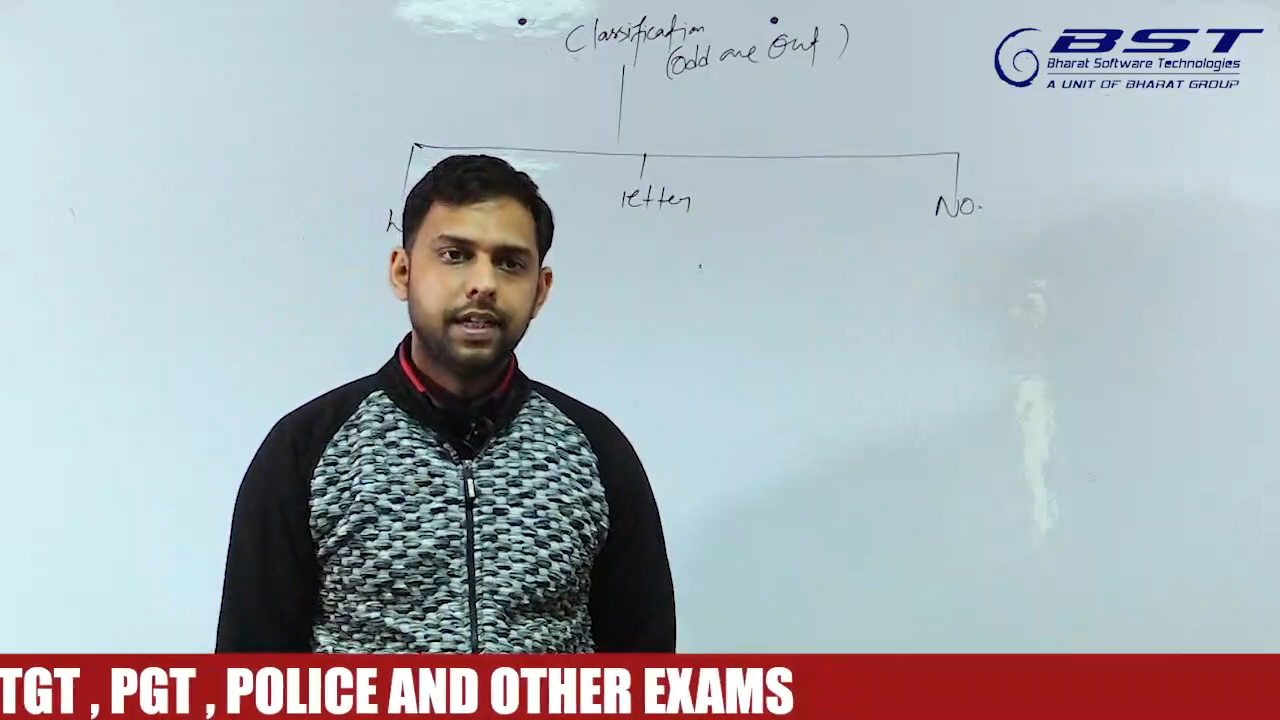 Classification
(Odd one Out)
letter
No.
BST
Bharat Software Technologies
A UNIT OF BHARAT GROUP
TGT , PGT , POLICE AND OTHER EXAMS